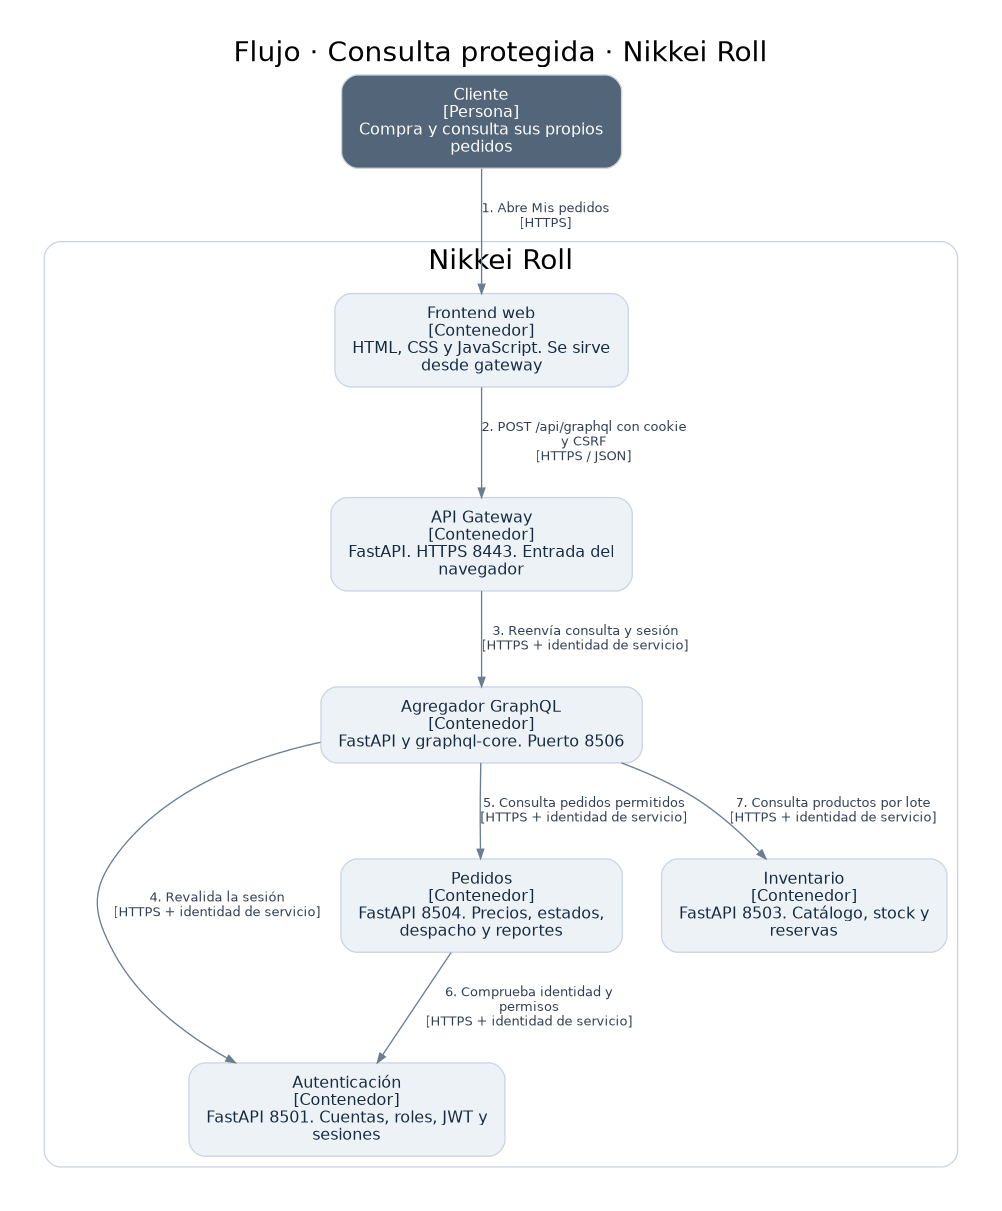 Flujo · Consulta protegida · Nikkei Roll
Cliente
[Persona]
Compra y consulta sus propios
pedidos
1. Abre Mis pedidos
[HTTPS]
Nikkei Roll
Frontend web
[Contenedor]
HTML, CSS y JavaScript. Se sirve
desde gateway
2. POST /api/graphql con cookie
y CSRF
[HTTPS / JSON]
API Gateway
[Contenedor]
FastAPI. HTTPS 8443. Entrada del
navegador
3. Reenvía consulta y sesión
[HTTPS + identidad de servicio]
Agregador GraphQL
[Contenedor]
FastAPI y graphql-core. Puerto 8506
4. Revalida la sesión
[HTTPS + identidad de servicio]
5. Consulta pedidos permitidos
[HTTPS + identidad de servicio]
7. Consulta productos por lote
[HTTPS + identidad de servicio]
Pedidos
[Contenedor]
FastAPI 8504. Precios, estados,
despacho y reportes
Inventario
[Contenedor]
FastAPI 8503. Catálogo, stock y
reservas
6. Comprueba identidad y
permisos
[HTTPS + identidad de servicio]
Autenticación
[Contenedor]
FastAPI 8501. Cuentas, roles, JWT y
sesiones